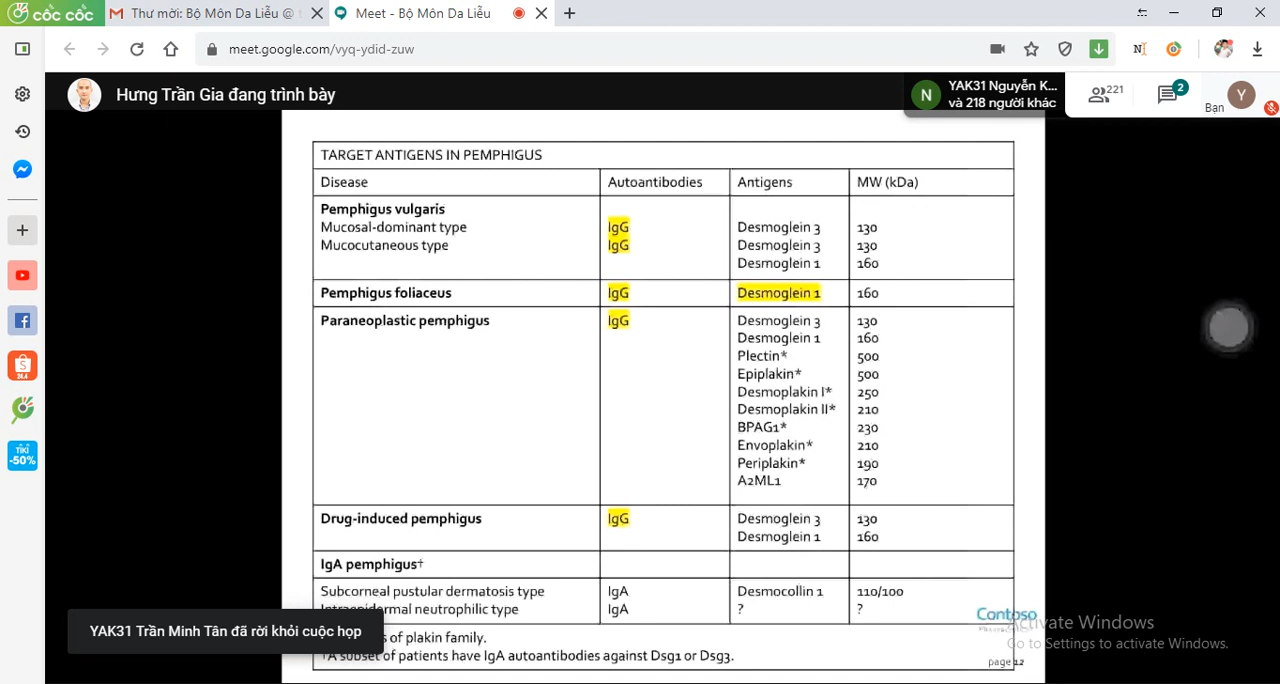 cốc cốc
Thư mời: Bộ Môn Da Liễu @
Meet - Bộ Môn Da Liễu
meet.google.com/vyq-ydid-zuw
Hưng Trần Gia đang trình bày
N
YAK31 Nguyễn K...
và 218 người khác
221
2
Bạn
Y
TARGET ANTIGENS IN PEMPHIGUS
Disease Autoantibodies Antigens MW (kDa)
Pemphigus vulgaris
Mucosal-dominant type IgG Desmoglein 3 130
Mucocutaneous type IgG Desmoglein 3 130
Desmoglein 1 160
Pemphigus foliaceus IgG Desmoglein 1 160
Paraneoplastic pemphigus IgG Desmoglein 3 130
Desmoglein 1 160
Plectin* 500
Epiplakin* 500
Desmoplakin I* 250
Desmoplakin II* 210
BPAG1* 230
Envoplakin* 210
Periplakin* 190
A2ML1 170
Drug-induced pemphigus IgG Desmoglein 3 130
Desmoglein 1 160
IgA pemphigus†
Subcorneal pustular dermatosis type IgA Desmocollin 1 110/100
Intraepidermal neutrophilic type IgA ? ?
Contoso
YAK31 Trần Minh Tân đã rời khỏi cuộc họp
of plakin family.
†A subset of patients have IgA autoantibodies against Dsg1 or Dsg3.
page 12
Activate Windows
Go to Settings to activate Windows.
TIKI
-50%